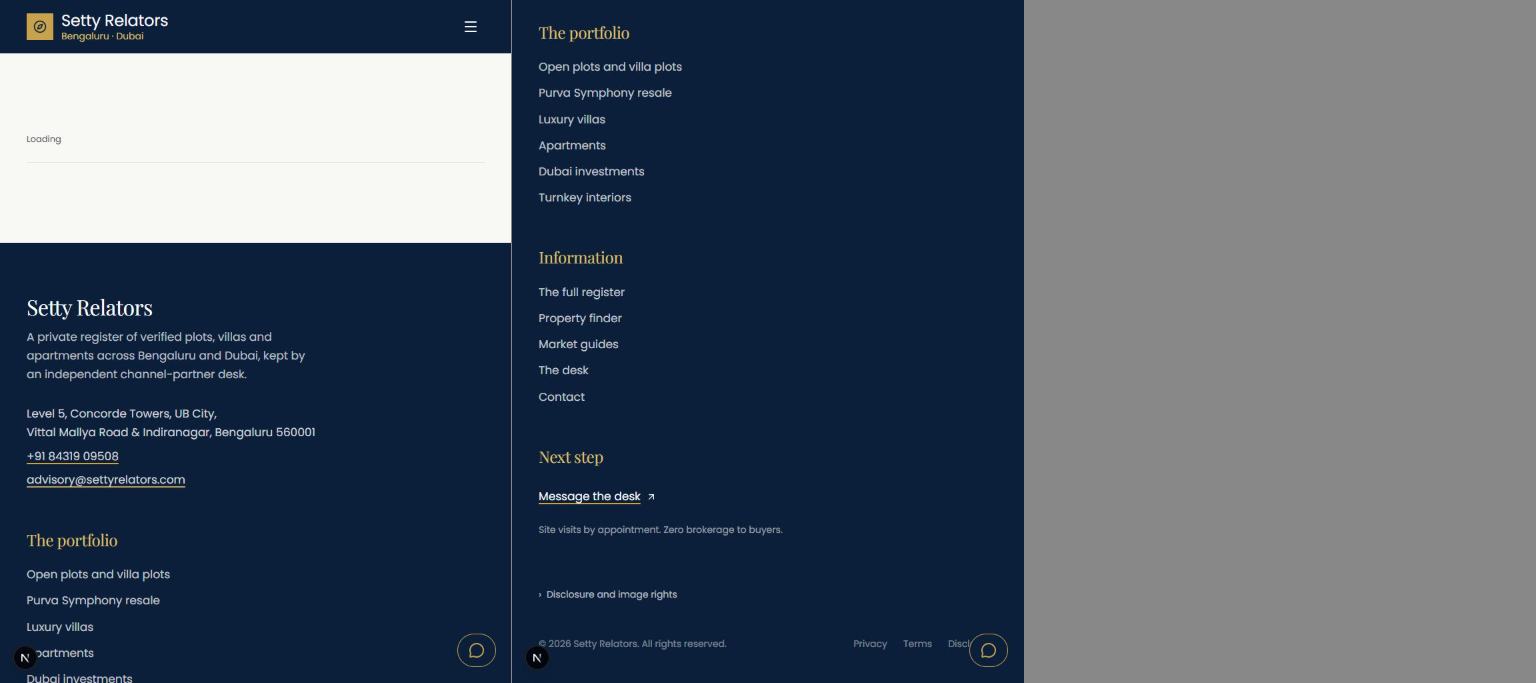 Setty Relators
Bengaluru · Dubai
Loading
Setty Relators
A private register of verified plots, villas and
apartments across Bengaluru and Dubai, kept by
an independent channel-partner desk.
Level 5, Concorde Towers, UB City,
Vittal Mallya Road & Indiranagar, Bengaluru 560001
+91 84319 09508
advisory@settyrelators.com
The portfolio
Open plots and villa plots
Purva Symphony resale
Luxury villas
partments
Dubai investments
N
The portfolio
Open plots and villa plots
Purva Symphony resale
Luxury villas
Apartments
Dubai investments
Turnkey interiors
Information
The full register
Property finder
Market guides
The desk
Contact
Next step
Message the desk
Site visits by appointment. Zero brokerage to buyers.
› Disclosure and image rights
© 2026 Setty Relators. All rights reserved.
Privacy Terms Discl
N